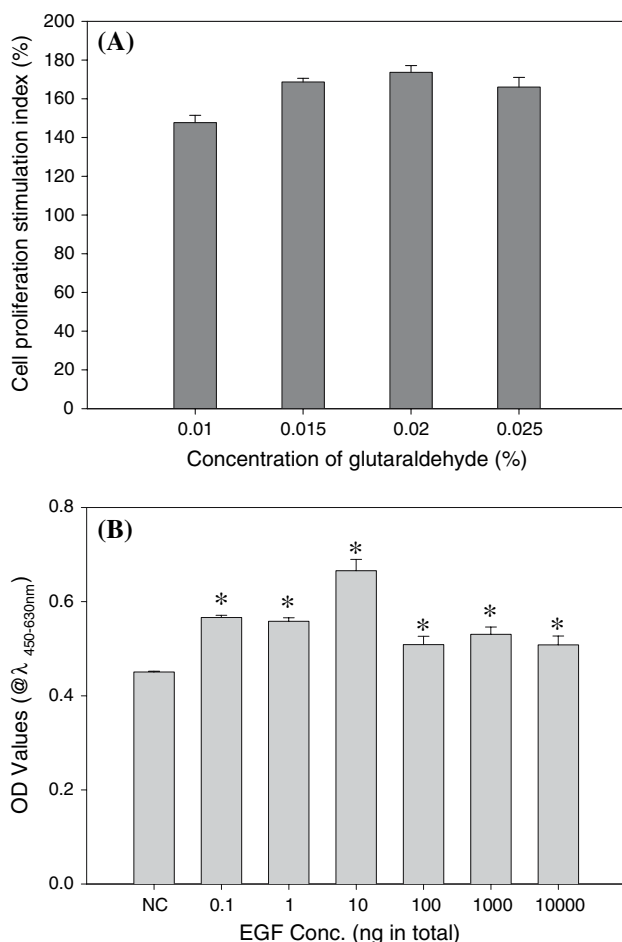 (A)
Cell proliferation stimulation index (%)
200
180
160
140
120
100
80
60
40
20
0
0.01 0.015 0.02 0.025
Concentration of glutaraldehyde (%)
(B)
OD Values (@λ 450-630nm)
0.8
0.6
0.4
0.2
0.0
* * * * * *
NC 0.1 1 10 100 1000 10000
EGF Conc. (ng in total)